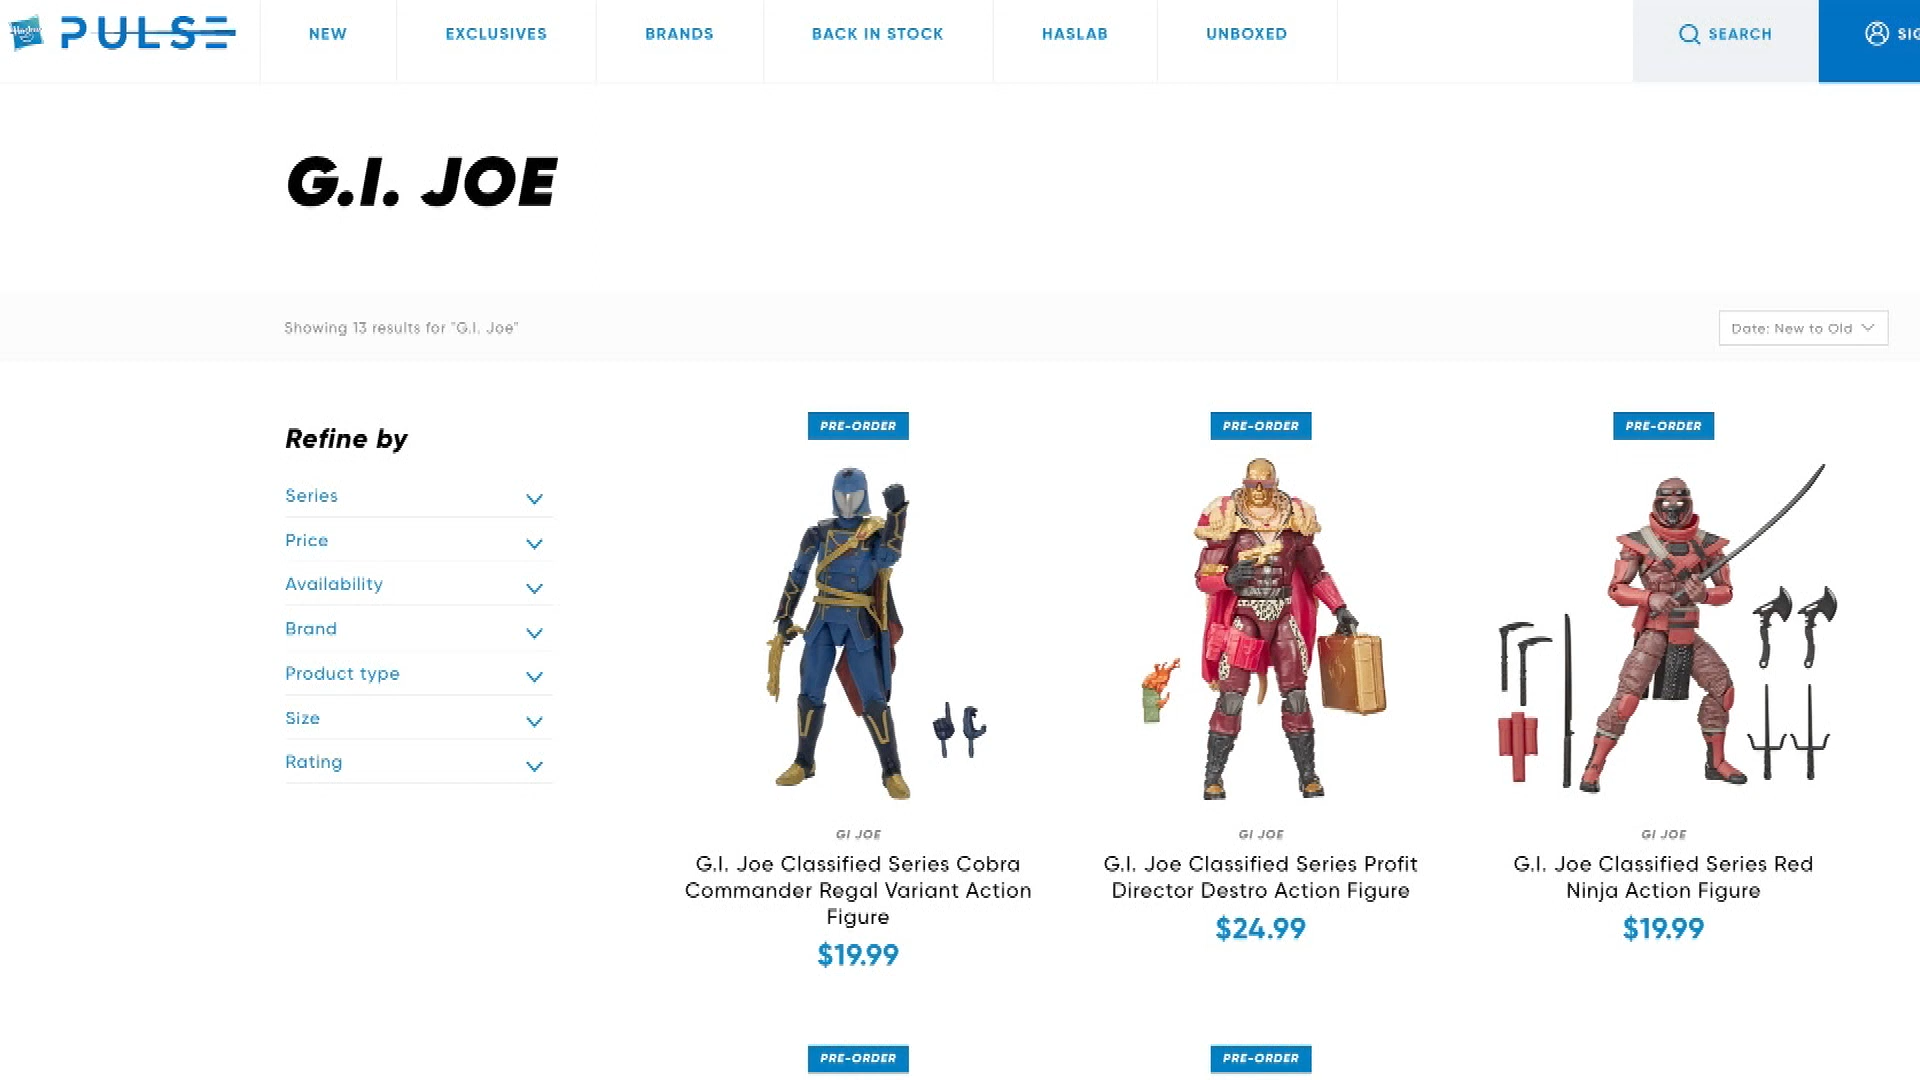 Hasbro PULSE
NEW
EXCLUSIVES
BRANDS
BACK IN STOCK
HASLAB
UNBOXED
SEARCH
G.I. JOE
Showing 13 results for "G.I. Joe"
Date: New to Old
Refine by
Series
Price
Availability
Brand
Product type
Size
Rating
PRE-ORDER
GI JOE
G.I. Joe Classified Series Cobra
Commander Regal Variant Action
Figure
$19.99
PRE-ORDER
GI JOE
G.I. Joe Classified Series Profit
Director Destro Action Figure
$24.99
PRE-ORDER
GI JOE
G.I. Joe Classified Series Red
Ninja Action Figure
$19.99
PRE-ORDER
PRE-ORDER